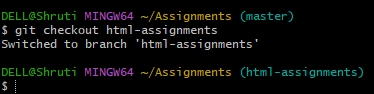 DELL@Shruti MINGW64 ~/Assignments (master)
$ git checkout html-assignments
Switched to branch 'html-assignments'
DELL@Shruti MINGW64 ~/Assignments (html-assignments)
$